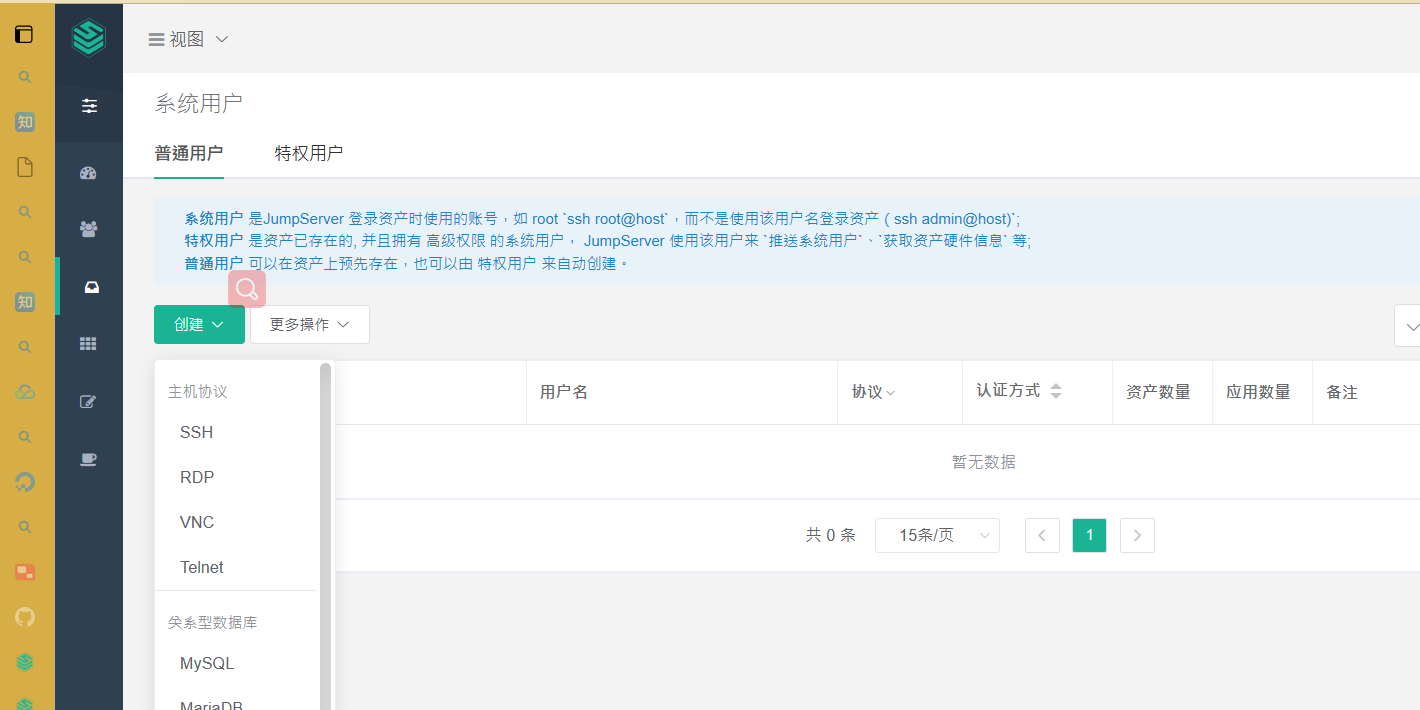 知
知
视图
系统用户
普通用户 特权用户
系统用户 是JumpServer 登录资产时使用的账号，如 root `ssh root@host`，而不是使用该用户名登录资产 ( ssh admin@host)`;
特权用户 是资产已存在的, 并且拥有 高级权限 的系统用户， JumpServer 使用该用户来 `推送系统用户`、`获取资产硬件信息` 等;
普通用户 可以在资产上预先存在，也可以由 特权用户 来自动创建。
创建 更多操作
用户名 协议 认证方式 资产数量 应用数量 备注
暂无数据
共 0 条 15条/页 1
主机协议
SSH
RDP
VNC
Telnet
关系型数据库
MySQL
MariaDB